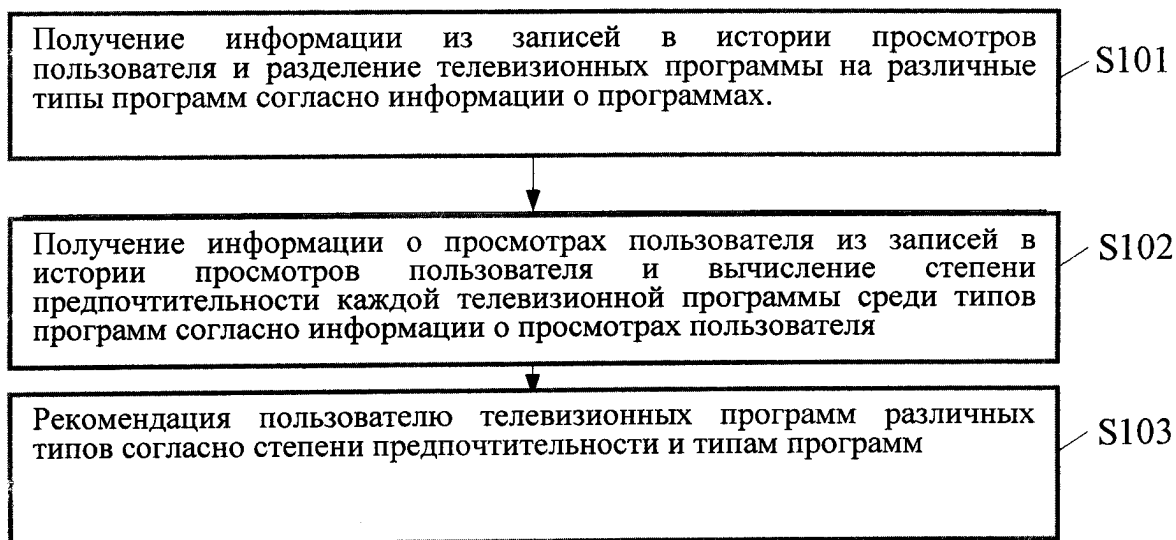 Получение информации из записей в истории просмотров
пользователя и разделение телевизионных программы на различные
типы программ согласно информации о программах.
S101
Получение информации о просмотрах пользователя из записей в
истории просмотров пользователя и вычисление степени
предпочтительности каждой телевизионной программы среди типов
программ согласно информации о просмотрах пользователя
S102
Рекомендация пользователю телевизионных программ различных
типов согласно степени предпочтительности и типам программ
S103